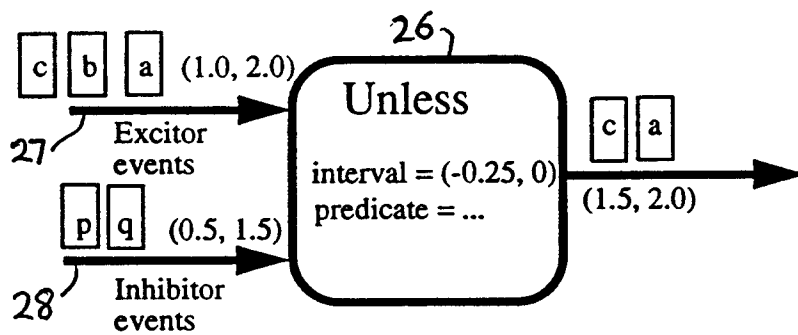 26
c b a (1.0, 2.0)
27
Excitor
events
p q (0.5, 1.5)
28
Inhibitor
events
Unless
interval = (-0.25, 0)
predicate = ...
c a
(1.5, 2.0)